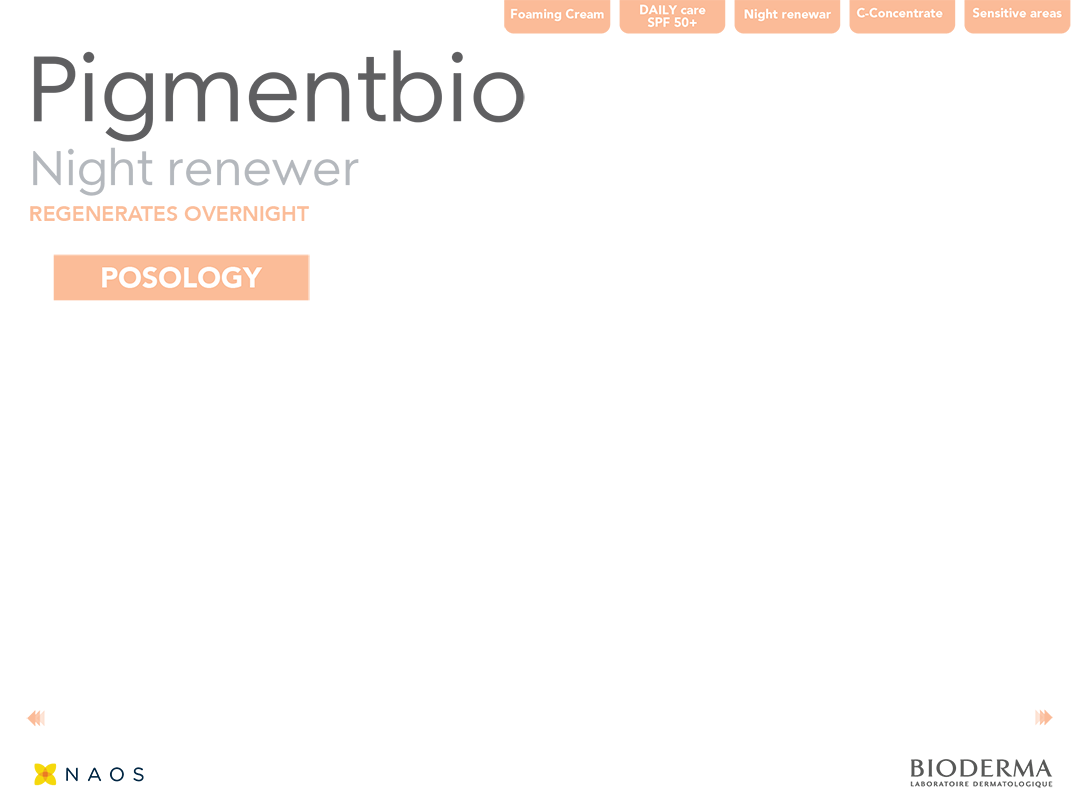 Foaming Cream
DAILY care
SPF 50+
Night renewar
C-Concentrate
Sensitive areas
Pigmentbio
Night renewer
REGENERATES OVERNIGHT
POSOLOGY
NAOS
BIODERMA
LABORATOIRE DERMATOLOGIQUE